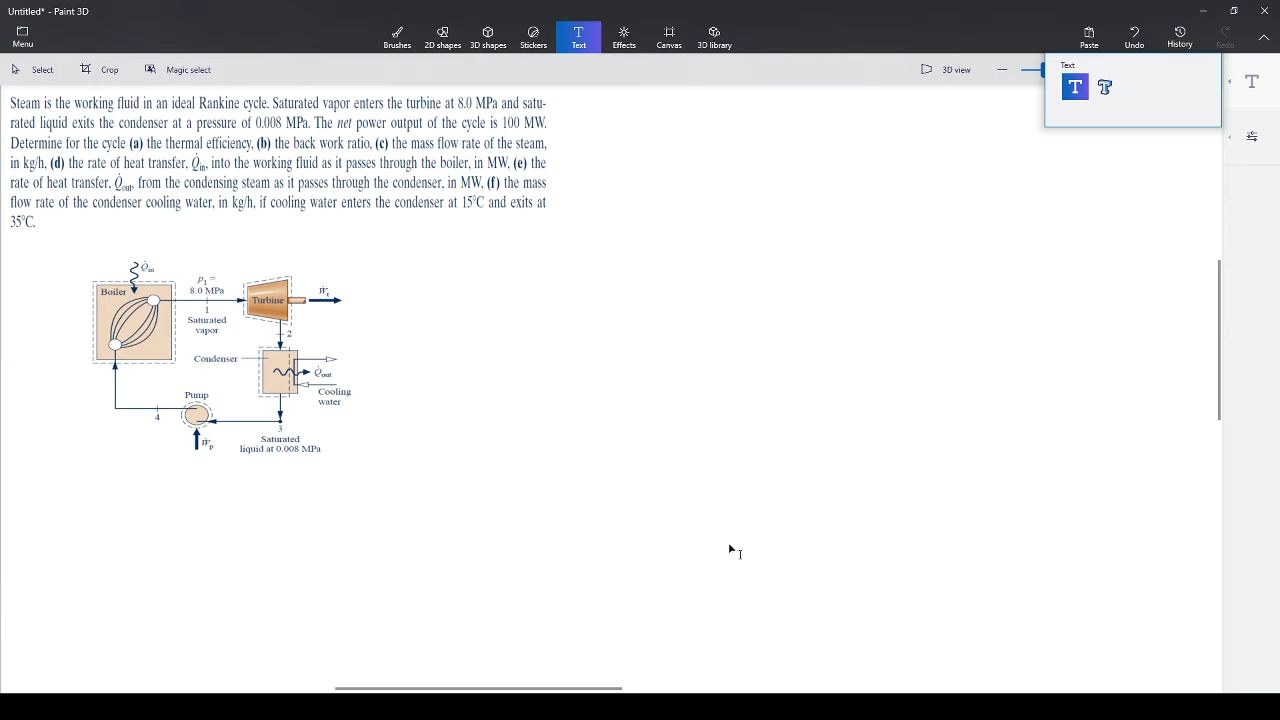 Untitled* - Paint 3D
Menu
Brushes
2D shapes
3D shapes
Stickers
Text
Effects
Canvas
3D library
Paste
Undo
History
Redo
Select
Crop
Magic select
3D view
Text
Steam is the working fluid in an ideal Rankine cycle. Saturated vapor enters the turbine at 8.0 MPa and satu-
rated liquid exits the condenser at a pressure of 0.008 MPa. The net power output of the cycle is 100 MW.
Determine for the cycle (a) the thermal efficiency, (b) the back work ratio, (c) the mass flow rate of the steam,
in kg/h, (d) the rate of heat transfer, Q̇in, into the working fluid as it passes through the boiler, in MW, (e) the
rate of heat transfer, Q̇out, from the condensing steam as it passes through the condenser, in MW, (f) the mass
flow rate of the condenser cooling water, in kg/h, if cooling water enters the condenser at 15°C and exits at
35°C.
Q̇in
Boiler
p1 =
8.0 MPa
1
Saturated
vapor
Turbine
Ẇt
2
Condenser
Q̇out
Cooling
water
Pump
4
3
Ẇp
Saturated
liquid at 0.008 MPa